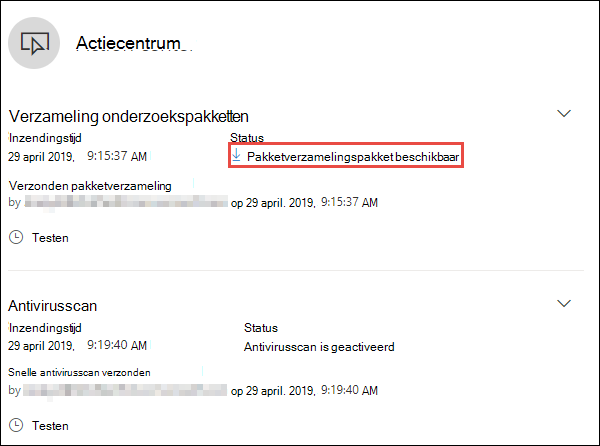 Actiecentrum
Verzameling onderzoekspakketten
Inzendingstijd Status
29 april 2019, 9:15:37 AM Pakketverzamelingspakket beschikbaar
Verzonden pakketverzameling
by op 29 april. 2019, 9:15:37 AM
Testen
Antivirusscan
Inzendingstijd Status
29 april 2019, 9:19:40 AM Antivirusscan is geactiveerd
Snelle antivirusscan verzonden
by op 29 april 2019, 9:19:40 AM
Testen